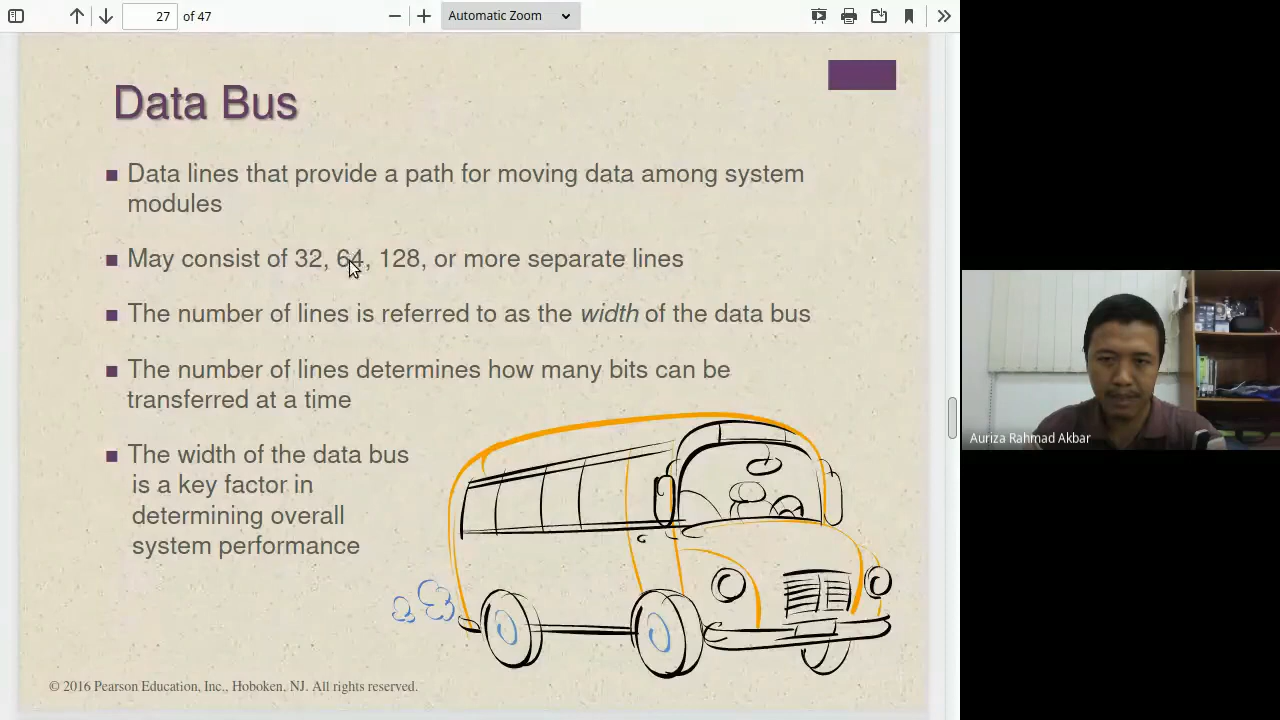 27 of 47
Automatic Zoom
Data Bus
Data lines that provide a path for moving data among system
modules
May consist of 32, 64, 128, or more separate lines
The number of lines is referred to as the width of the data bus
The number of lines determines how many bits can be
transferred at a time
The width of the data bus
is a key factor in
determining overall
system performance
© 2016 Pearson Education, Inc., Hoboken, NJ. All rights reserved.
Auriza Rahmad Akbar